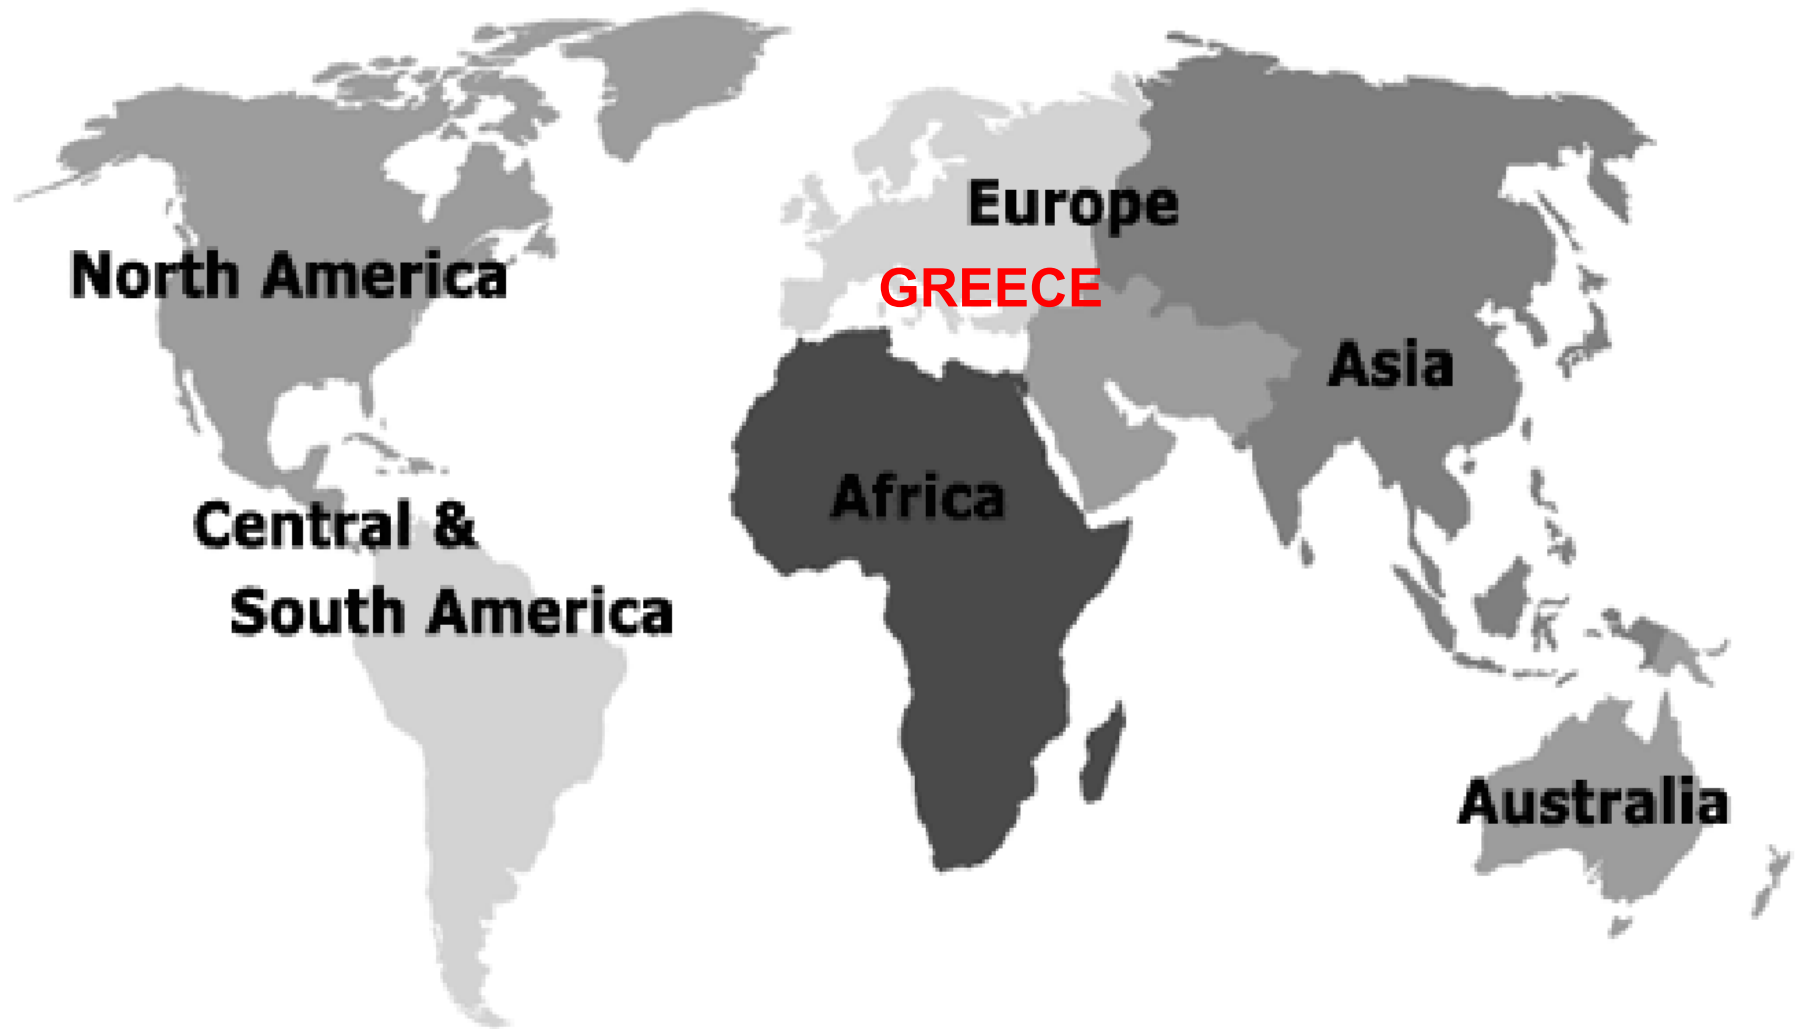 Europe
North America
GREECE
Asia
Africa
Central &
South America
Australia